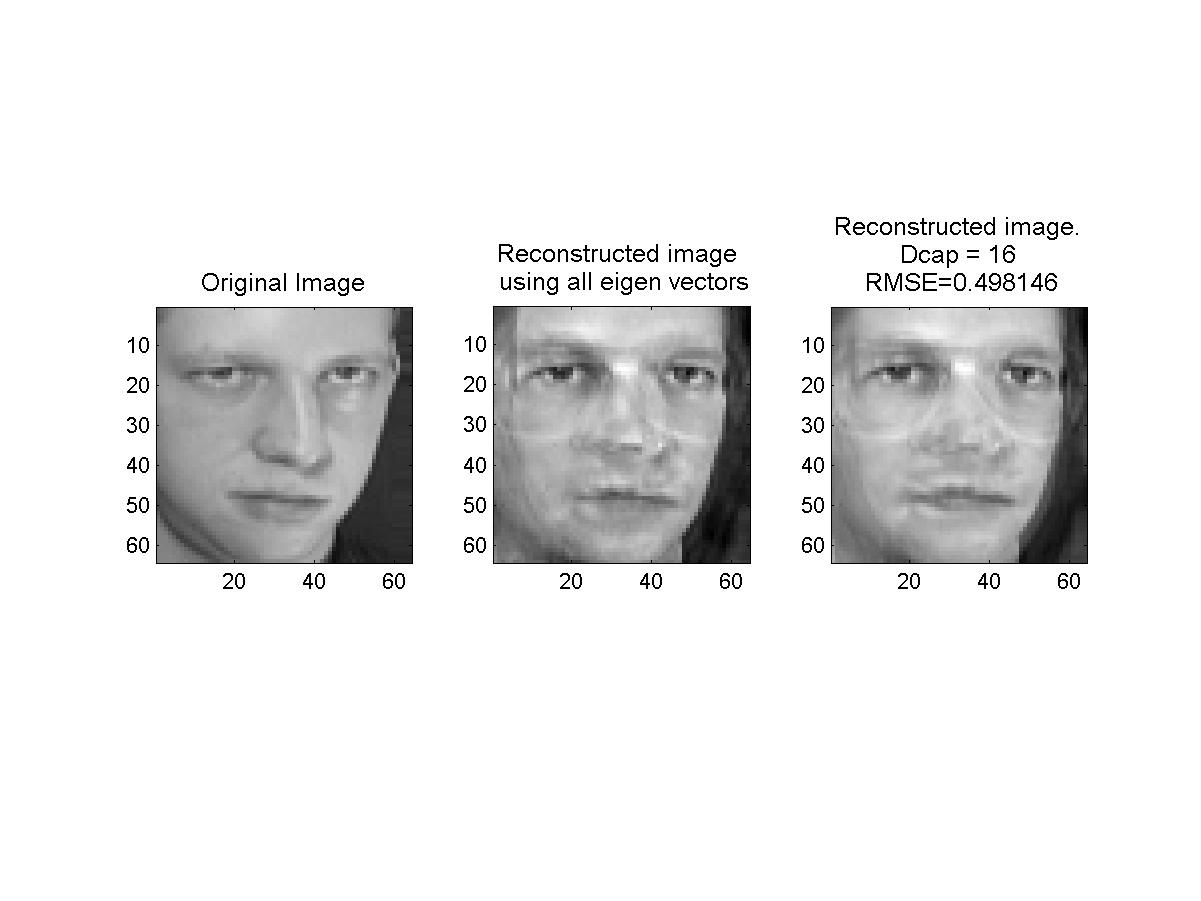 Original Image
10
20
30
40
50
60
20 40 60
Reconstructed image
using all eigen vectors
10
20
30
40
50
60
20 40 60
Reconstructed image.
Dcap = 16
RMSE=0.498146
10
20
30
40
50
60
20 40 60